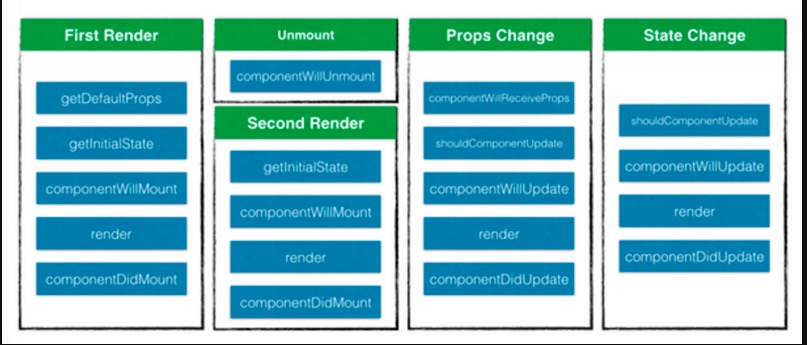 First Render
getDefaultProps
getInitialState
componentWillMount
render
componentDidMount
Unmount
componentWillUnmount
Second Render
getInitialState
componentWillMount
render
componentDidMount
Props Change
componentWillReceiveProps
shouldComponentUpdate
componentWillUpdate
render
componentDidUpdate
State Change
shouldComponentUpdate
componentWillUpdate
render
componentDidUpdate